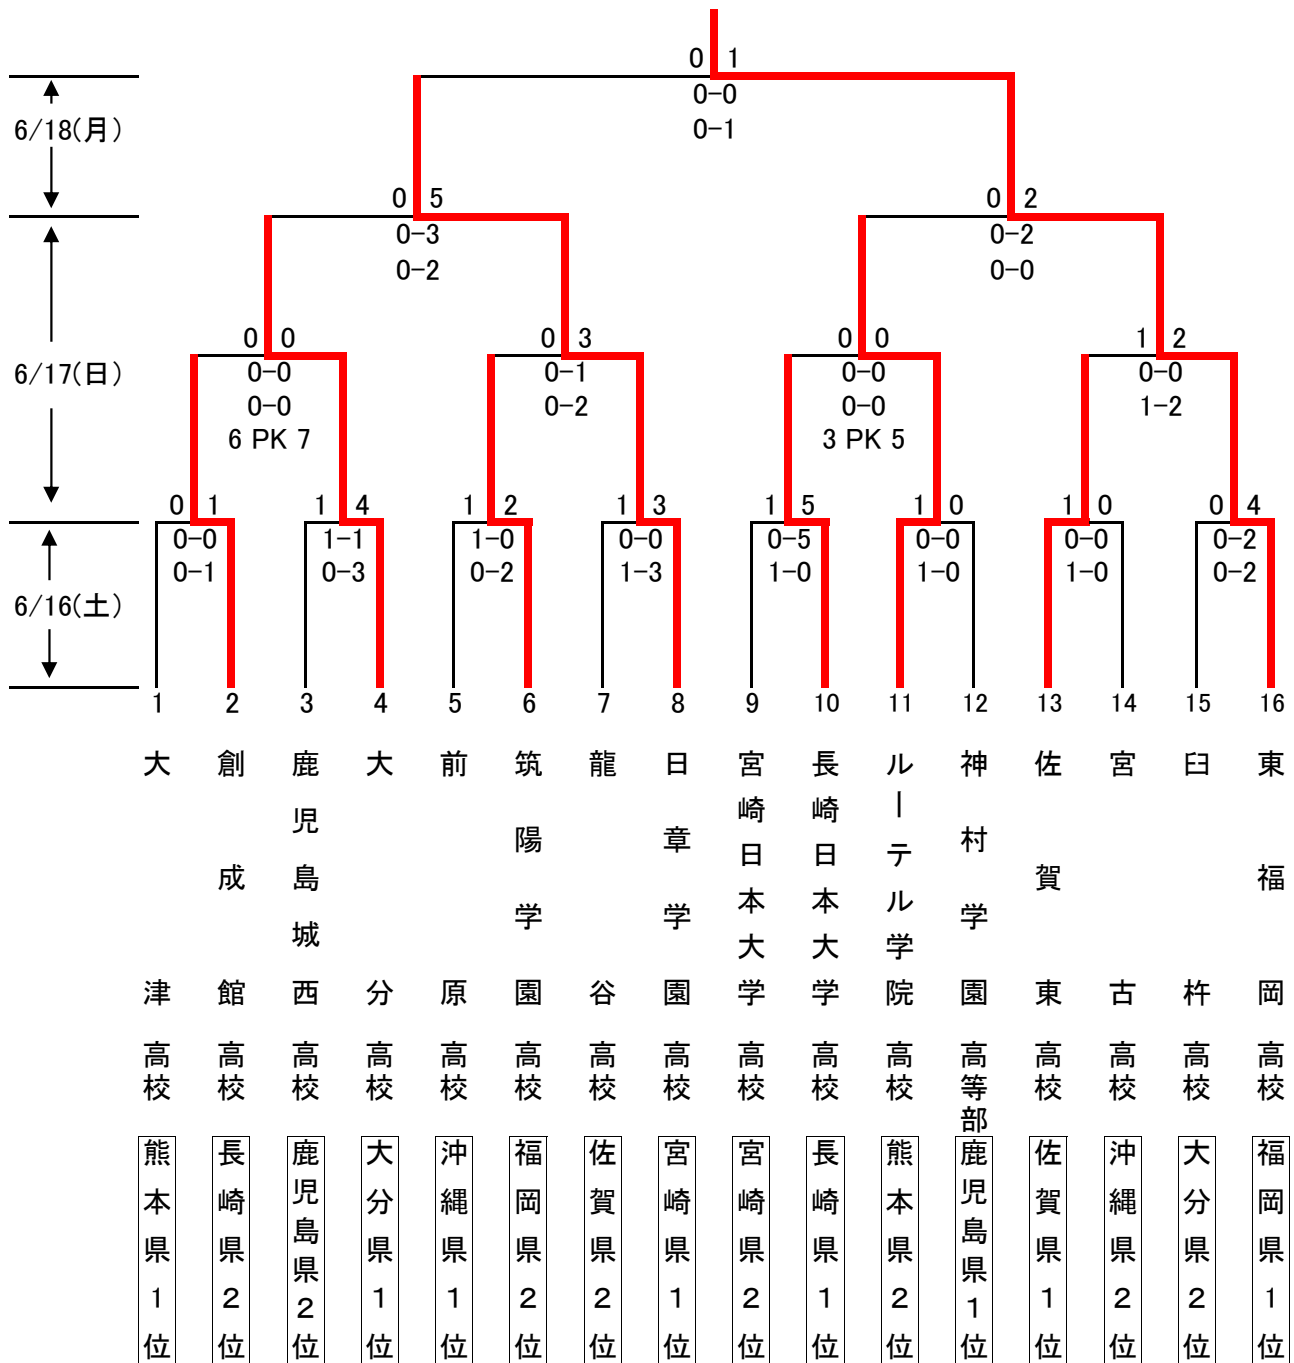 0 1
0-0
0-1
6/18(月)
0 5
0-3
0-2
0 2
0-2
0-0
6/17(日)
0 0
0-0
0-0
6 PK 7
0 3
0-1
0-2
0 0
0-0
0-0
3 PK 5
1 2
0-0
1-2
6/16(土)
0 1
0-0
0-1
1 4
1-1
0-3
1 2
1-0
0-2
1 3
0-0
1-3
1 5
0-5
1-0
1 0
0-0
1-0
1 0
0-0
1-0
0 4
0-2
0-2
1
大津高校
熊本県1位
2
創成館高校
長崎県2位
3
鹿児島城西高校
鹿児島県2位
4
大分高校
大分県1位
5
前原高校
沖縄県1位
6
筑陽学園高校
福岡県2位
7
龍谷高校
佐賀県2位
8
日章学園高校
宮崎県1位
9
宮崎日本大学高校
宮崎県2位
10
長崎日本大学高校
長崎県1位
11
ルーテル学院高校
熊本県2位
12
神村学園高等部
鹿児島県1位
13
佐賀東高校
佐賀県1位
14
宮古高校
沖縄県2位
15
臼杵高校
大分県2位
16
東福岡高校
福岡県1位